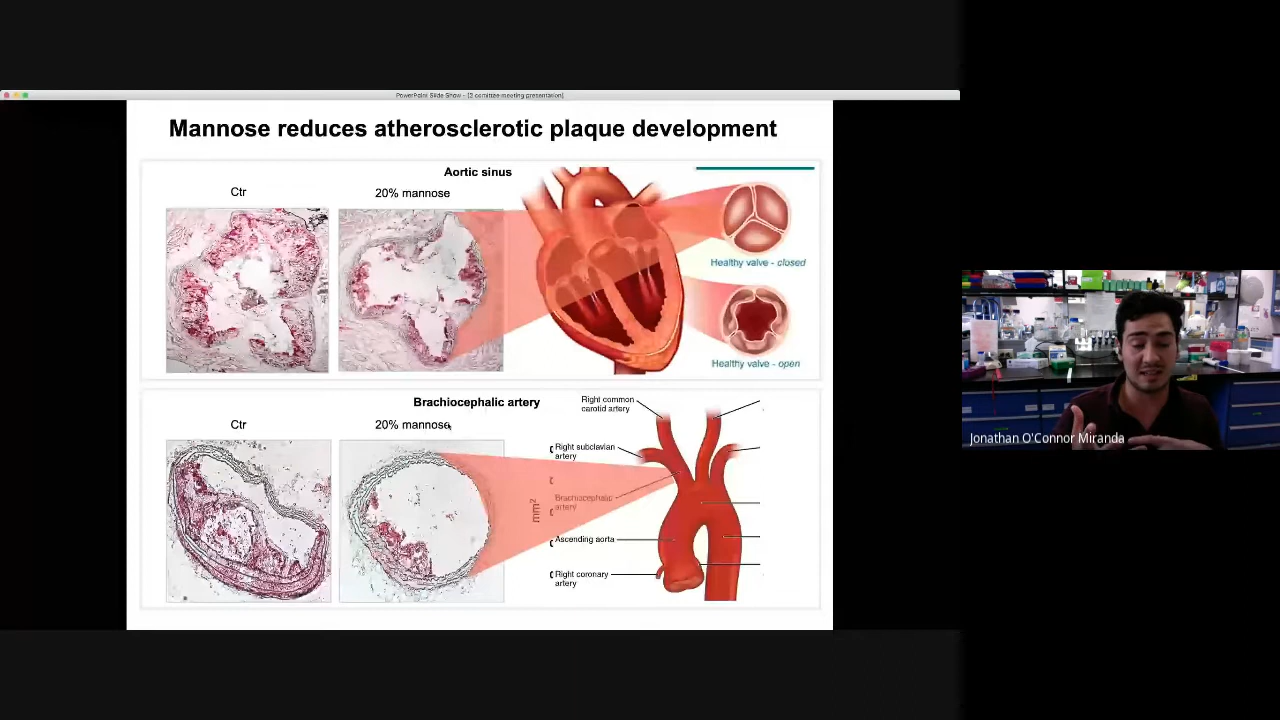 PowerPoint Slide Show - [2 comittee meeting presentation]
Mannose reduces atherosclerotic plaque development
Aortic sinus
Ctr
20% mannose
Healthy valve - closed
Healthy valve - open
Brachiocephalic artery
Ctr
20% mannose
Right common
carotid artery
Right subclavian
artery
Brachiocephalic
artery
mm²
Ascending aorta
Right coronary
artery
Jonathan O'Connor Miranda